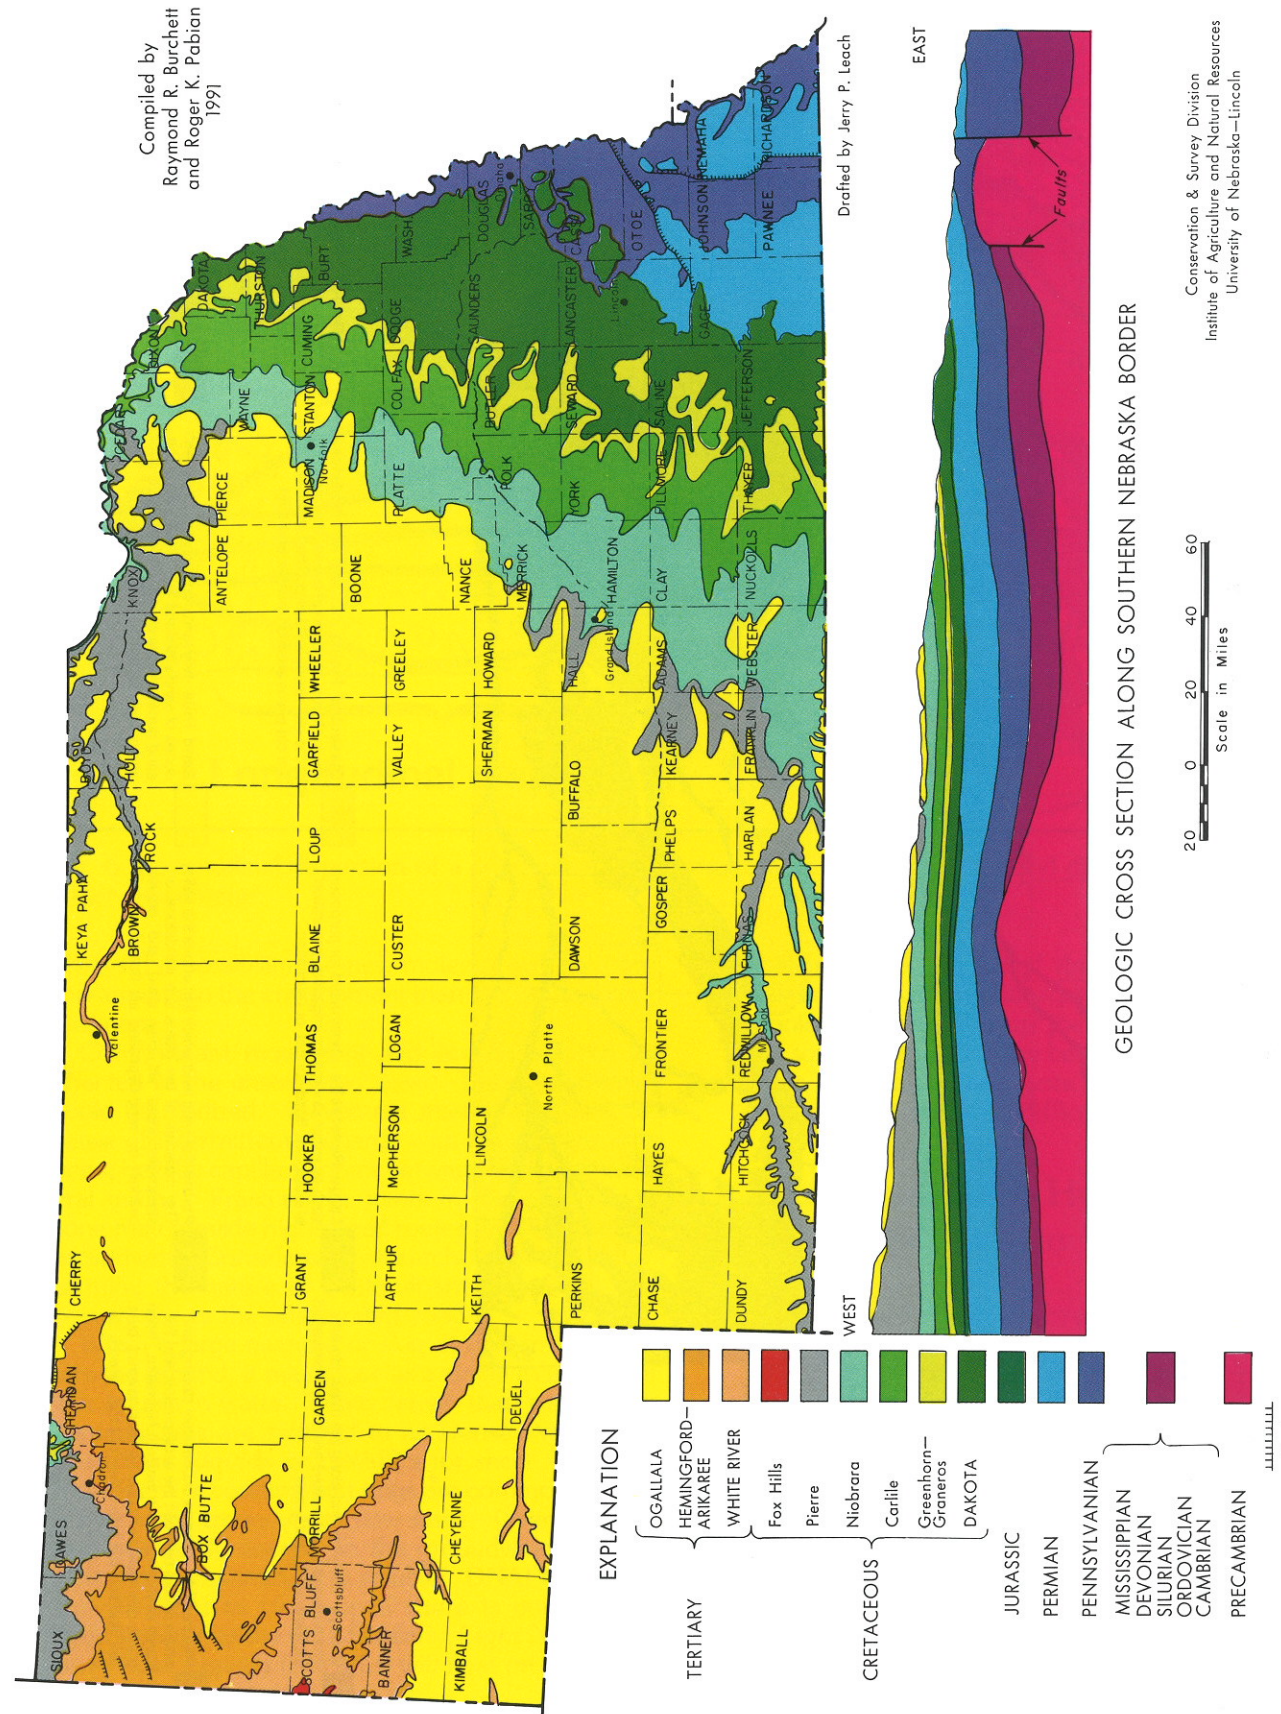 Compiled by
Raymond R. Burchett
and Roger K. Pabian
1991
SIOUX
DAWES
Chadron
SHERIDAN
CHERRY
Valentine
KEYA PAHA
BROWN
ROCK
BOYD
HOLT
KNOX
CEDAR
DIXON
DAKOTA
BOX BUTTE
ANTELOPE
PIERCE
WAYNE
THURSTON
SCOTTS BLUFF
Scottsbluff
MORRILL
GARDEN
GRANT
HOOKER
THOMAS
BLAINE
LOUP
GARFIELD
WHEELER
BOONE
MADISON
Norfolk
STANTON
CUMING
BURT
BANNER
ARTHUR
McPHERSON
LOGAN
CUSTER
VALLEY
GREELEY
NANCE
PLATTE
COLFAX
DODGE
WASH
KIMBALL
CHEYENNE
DEUEL
KEITH
LINCOLN
North Platte
SHERMAN
HOWARD
MERRICK
POLK
BUTLER
SAUNDERS
DOUGLAS
Omaha
SARPY
PERKINS
DAWSON
BUFFALO
HALL
Grand Island
HAMILTON
YORK
SEWARD
LANCASTER
Lincoln
CASS
OTOE
CHASE
HAYES
FRONTIER
GOSPER
PHELPS
KEARNEY
ADAMS
CLAY
FILLMORE
SALINE
GAGE
JOHNSON
NEMAHA
DUNDY
HITCHCOCK
REDWILLOW
McCook
FURNAS
HARLAN
FRANKLIN
WEBSTER
NUCKOLLS
THAYER
JEFFERSON
PAWNEE
RICHARDSON
Drafted by Jerry P. Leach
WEST
EAST
Faults
GEOLOGIC CROSS SECTION ALONG SOUTHERN NEBRASKA BORDER
20 0 20 40 60
Scale in Miles
Conservation & Survey Division
Institute of Agriculture and Natural Resources
University of Nebraska—Lincoln
EXPLANATION
TERTIARY
OGALLALA
HEMINGFORD—
ARIKAREE
WHITE RIVER
CRETACEOUS
Fox Hills
Pierre
Niobrara
Carlile
Greenhorn—
Graneros
DAKOTA
JURASSIC
PERMIAN
PENNSYLVANIAN
MISSISSIPPIAN
DEVONIAN
SILURIAN
ORDOVICIAN
CAMBRIAN
PRECAMBRIAN